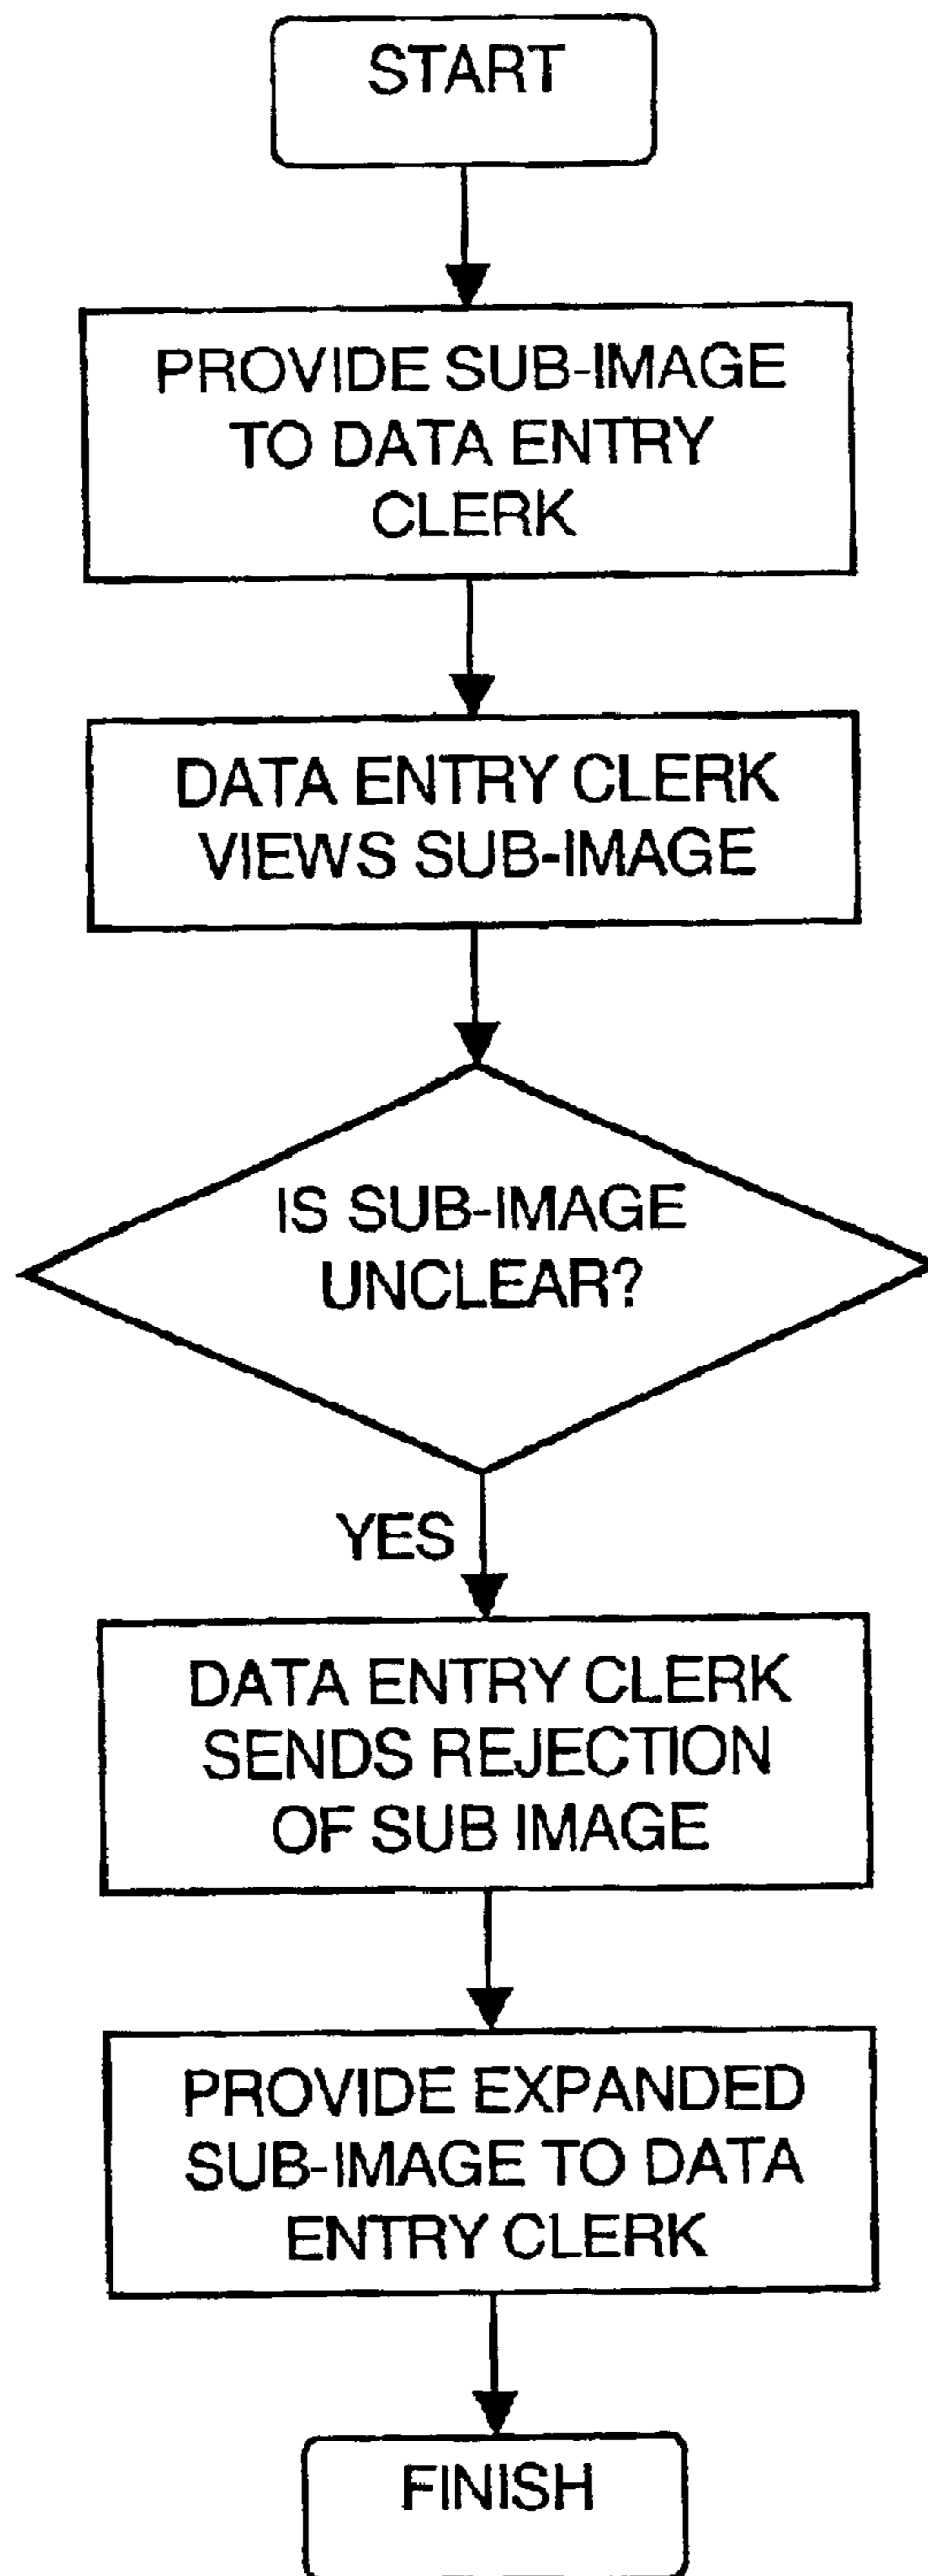 START
PROVIDE SUB-IMAGE
TO DATA ENTRY
CLERK
DATA ENTRY CLERK
VIEWS SUB-IMAGE
IS SUB-IMAGE
UNCLEAR?
YES
DATA ENTRY CLERK
SENDS REJECTION
OF SUB IMAGE
PROVIDE EXPANDED
SUB-IMAGE TO DATA
ENTRY CLERK
FINISH